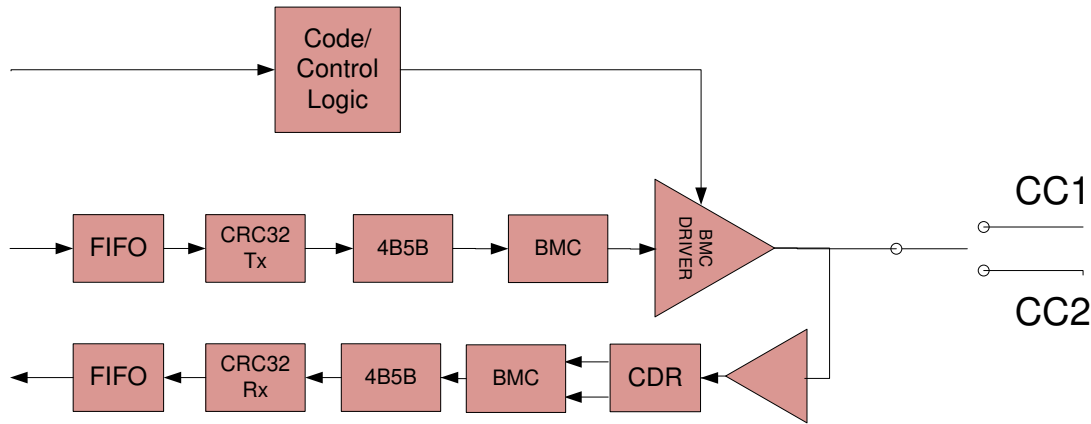 Code/
Control
Logic
CC1
FIFO
CRC32
Tx
4B5B
BMC
BMC
DRIVER
CC2
FIFO
CRC32
Rx
4B5B
BMC
CDR